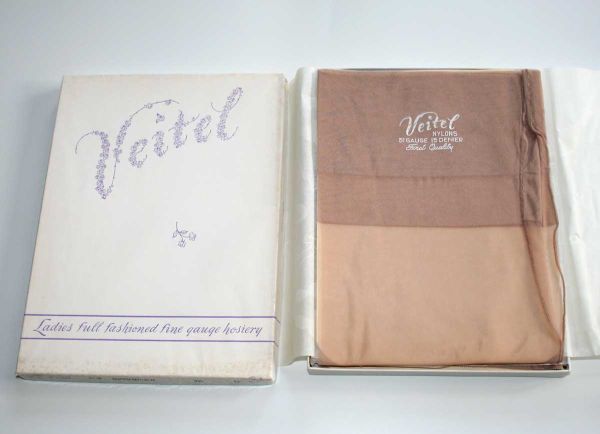 Veitel
Ladies full fashioned fine gauge hosiery
Veitel
NYLONS
51 GAUGE 15 DENIER
First Quality